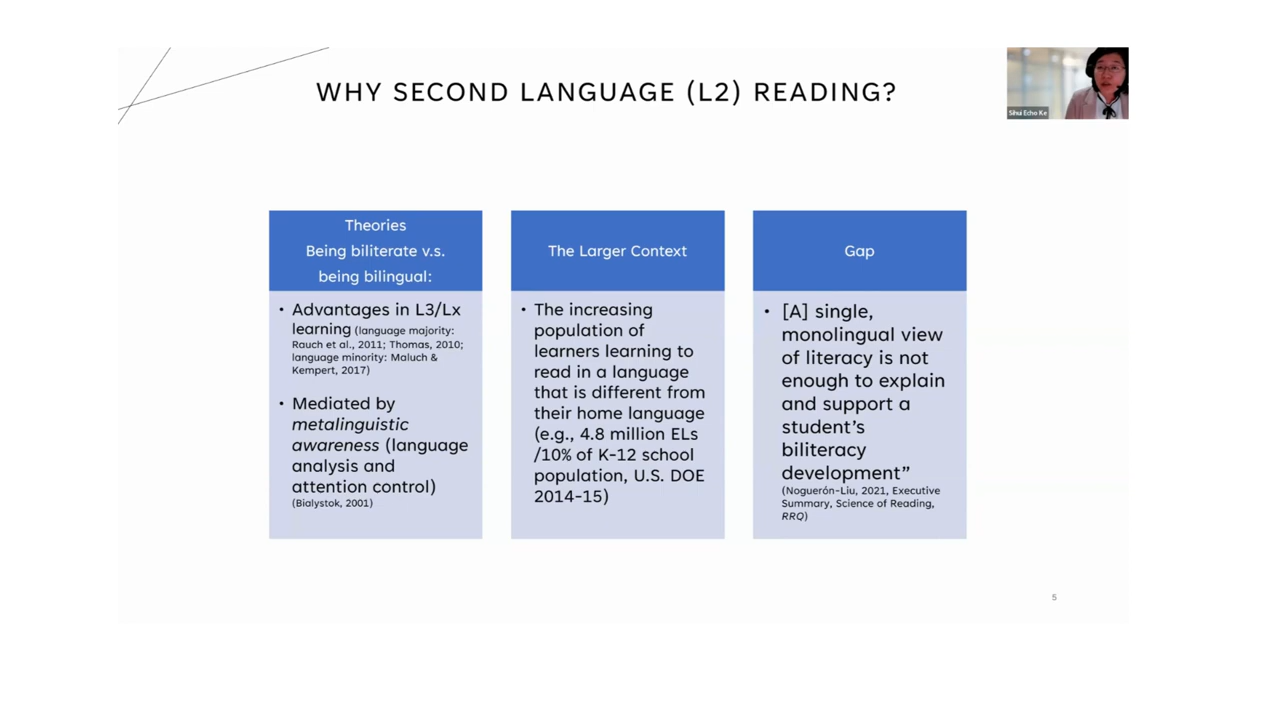 WHY SECOND LANGUAGE (L2) READING?
Sihui Echo Ke
Theories
Being biliterate v.s.
being bilingual:
• Advantages in L3/Lx
learning (language majority:
Rauch et al., 2011; Thomas, 2010;
language minority: Maluch &
Kempert, 2017)
• Mediated by
metalinguistic
awareness (language
analysis and
attention control)
(Bialystok, 2001)
The Larger Context
• The increasing
population of
learners learning to
read in a language
that is different from
their home language
(e.g., 4.8 million ELs
/10% of K-12 school
population, U.S. DOE
2014-15)
Gap
• [A] single,
monolingual view
of literacy is not
enough to explain
and support a
student’s
biliteracy
development”
(Noguerón-Liu, 2021, Executive
Summary, Science of Reading,
RRQ)
5